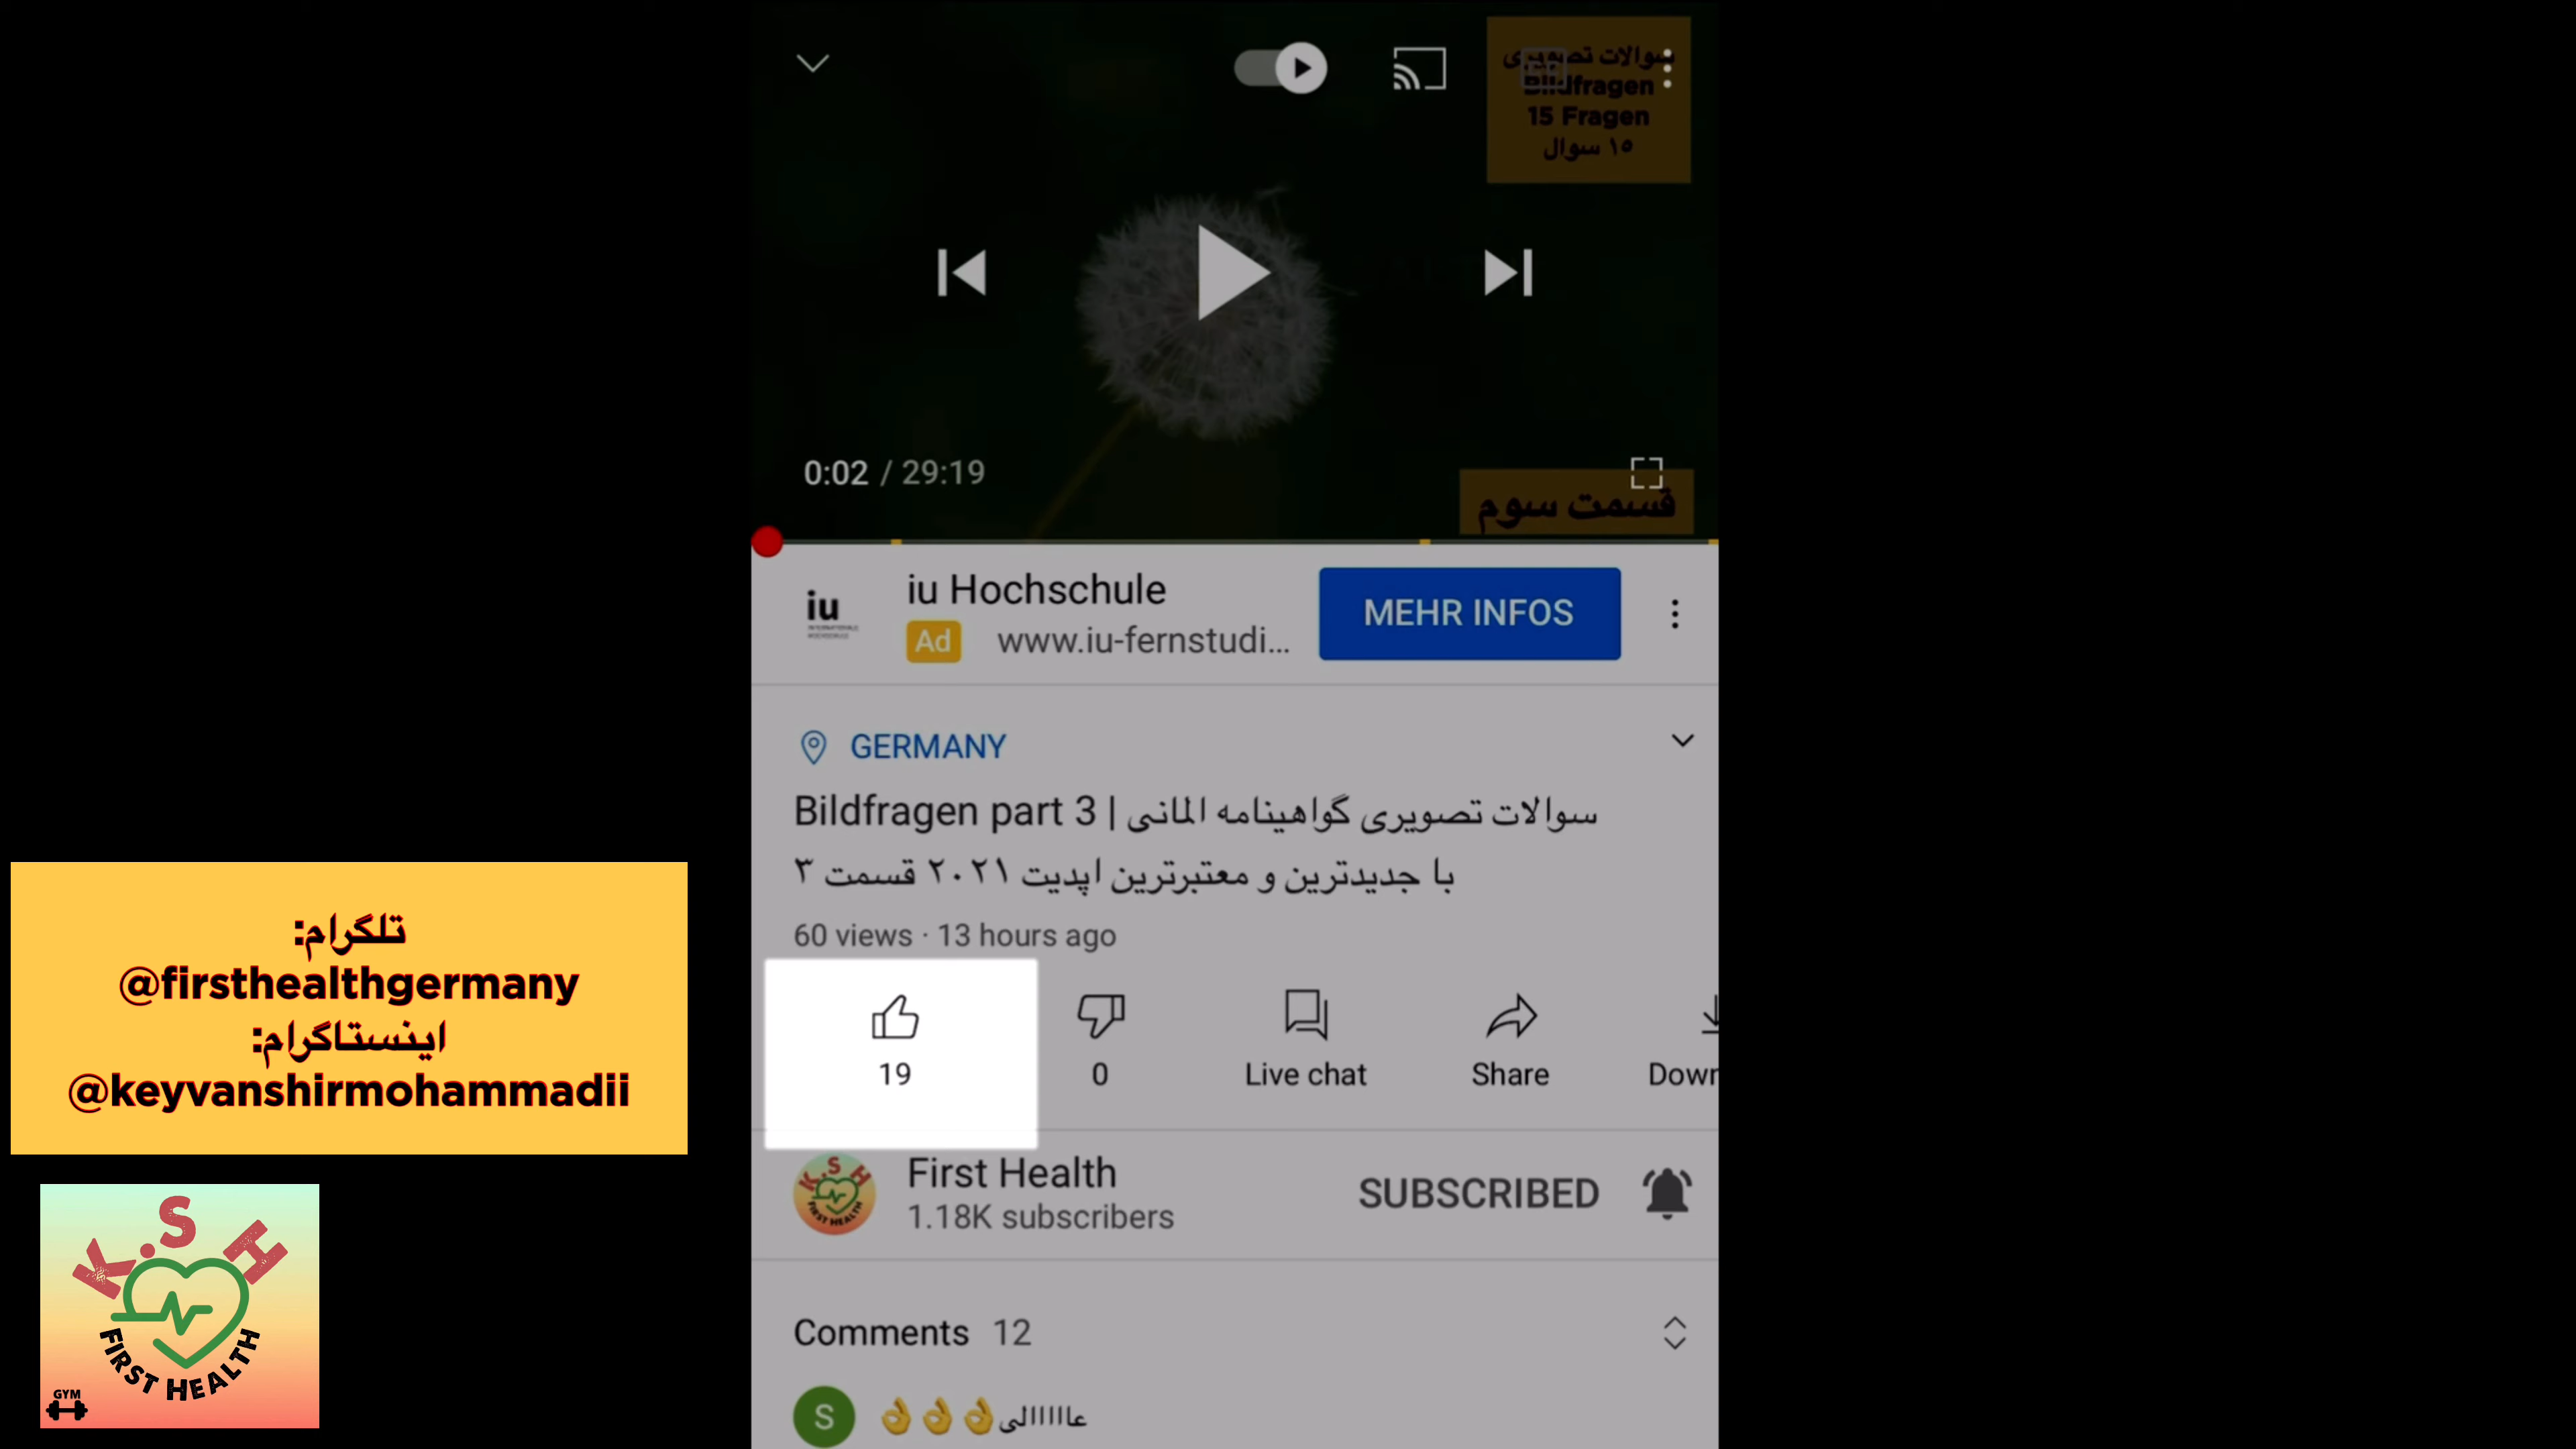 سوالات تصویری
Bildfragen
15 Fragen
۱۵ سوال
0:02 / 29:19
قسمت سوم
iu
iu Hochschule
Ad www.iu-fernstudi...
MEHR INFOS
GERMANY
Bildfragen part 3 | سوالات تصویری گواهینامه المانی
با جدیدترین و معتبرترین اپدیت ۲۰۲۱ قسمت ۳
60 views · 13 hours ago
19
0
Live chat
Share
Down
First Health
1.18K subscribers
SUBSCRIBED
Comments 12
S
عاااااالی👌👌👌
تلگرام:
@firsthealthgermany
اینستاگرام:
@keyvanshirmohammadii
K.SH
FIRST HEALTH
GYM